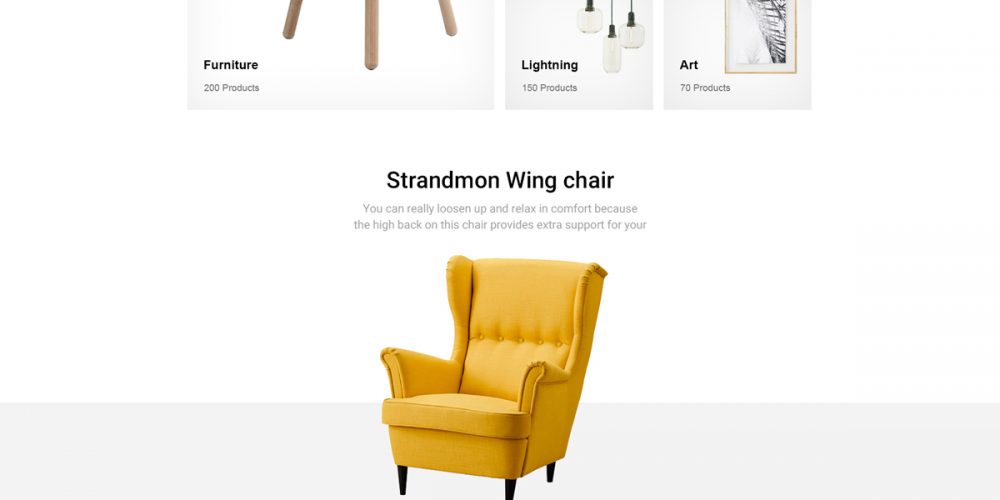 Furniture
200 Products
Lightning
150 Products
Art
70 Products
Strandmon Wing chair
You can really loosen up and relax in comfort because
the high back on this chair provides extra support for your